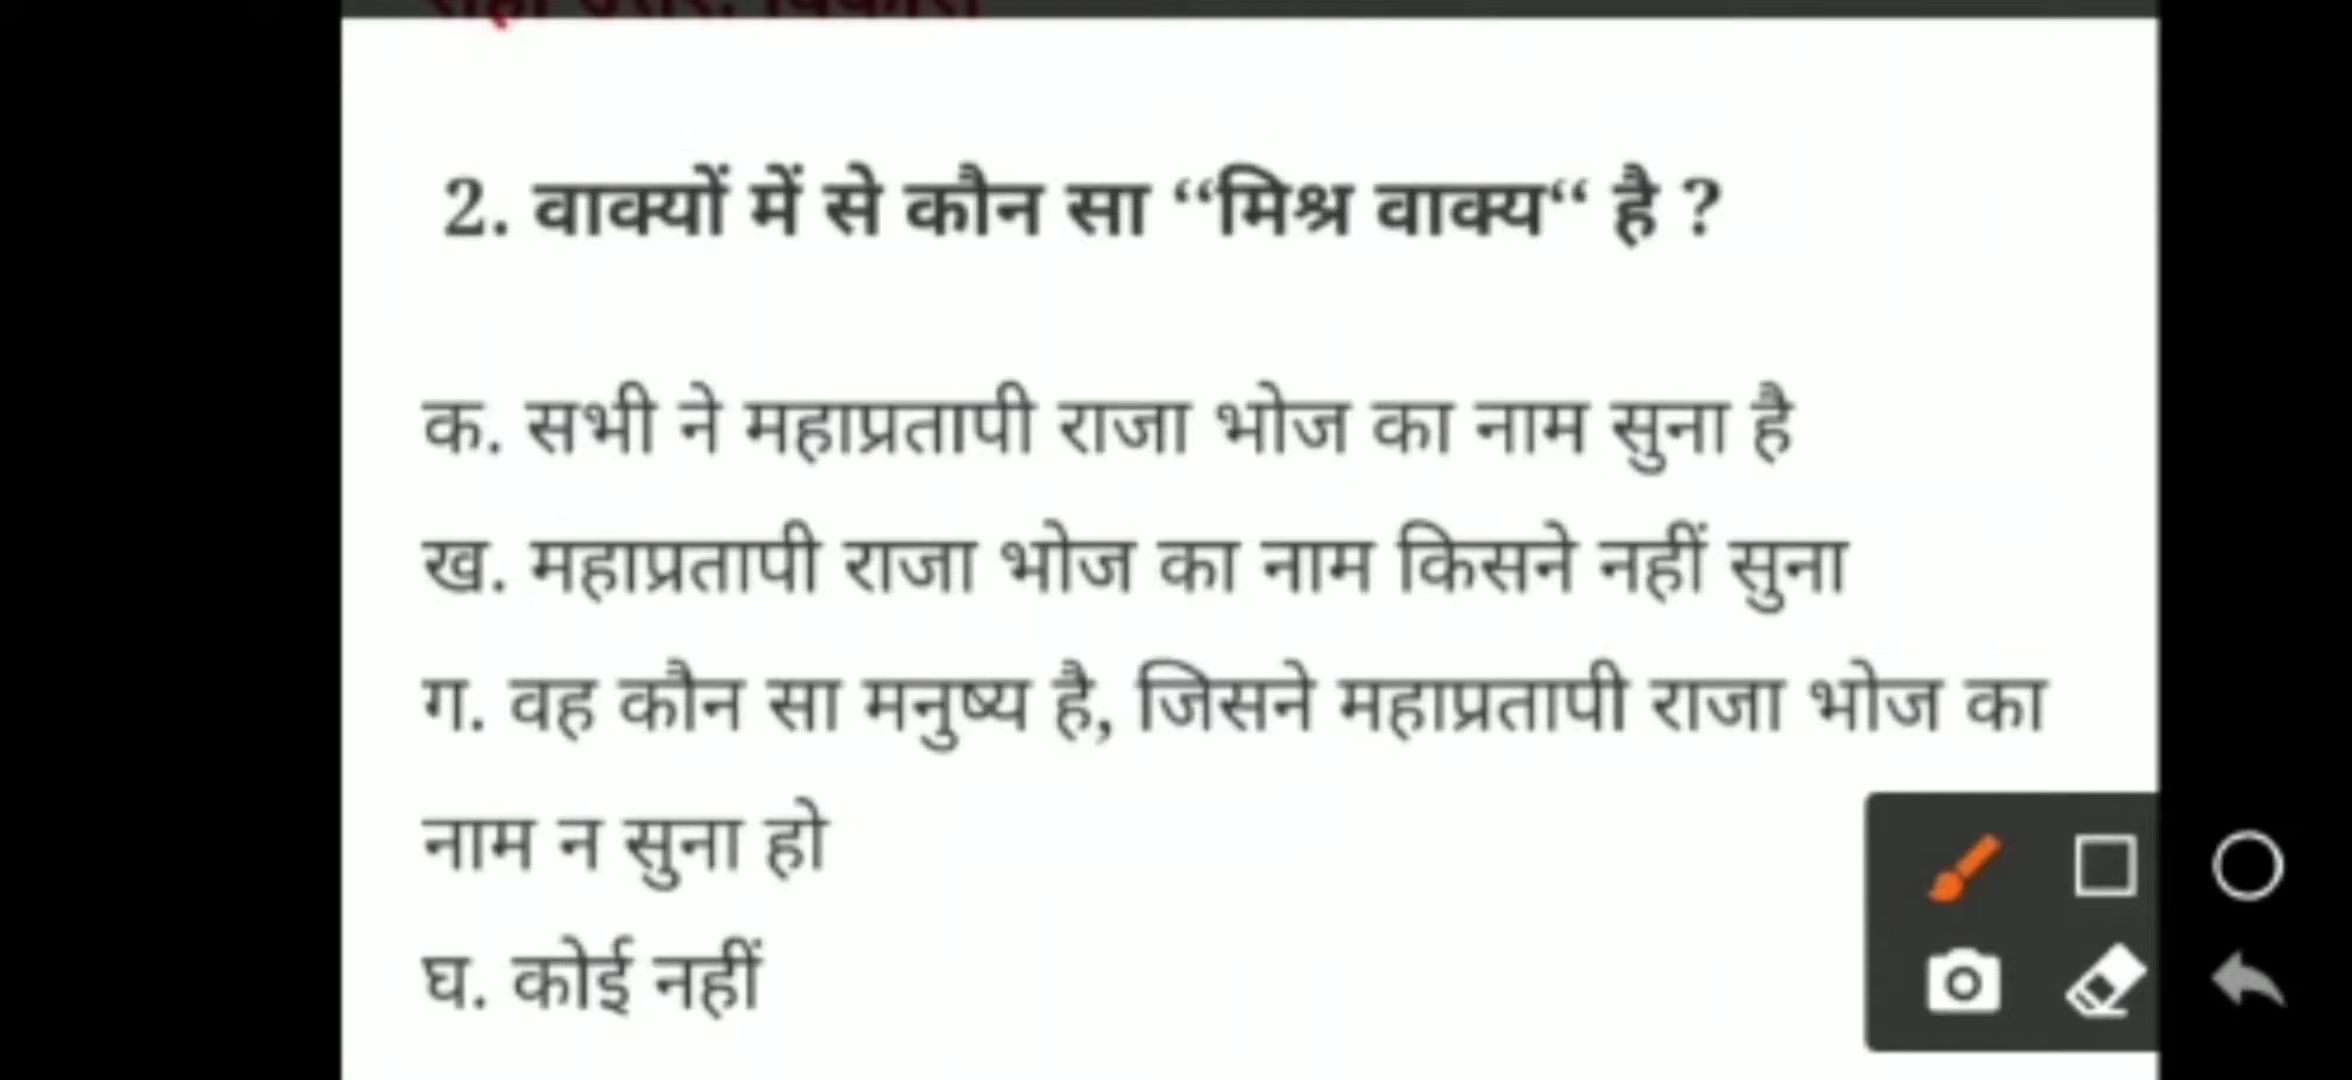 2. वाक्यों में से कौन सा “मिश्र वाक्य“ है ?
क. सभी ने महाप्रतापी राजा भोज का नाम सुना है
ख. महाप्रतापी राजा भोज का नाम किसने नहीं सुना
ग. वह कौन सा मनुष्य है, जिसने महाप्रतापी राजा भोज का
नाम न सुना हो
घ. कोई नहीं